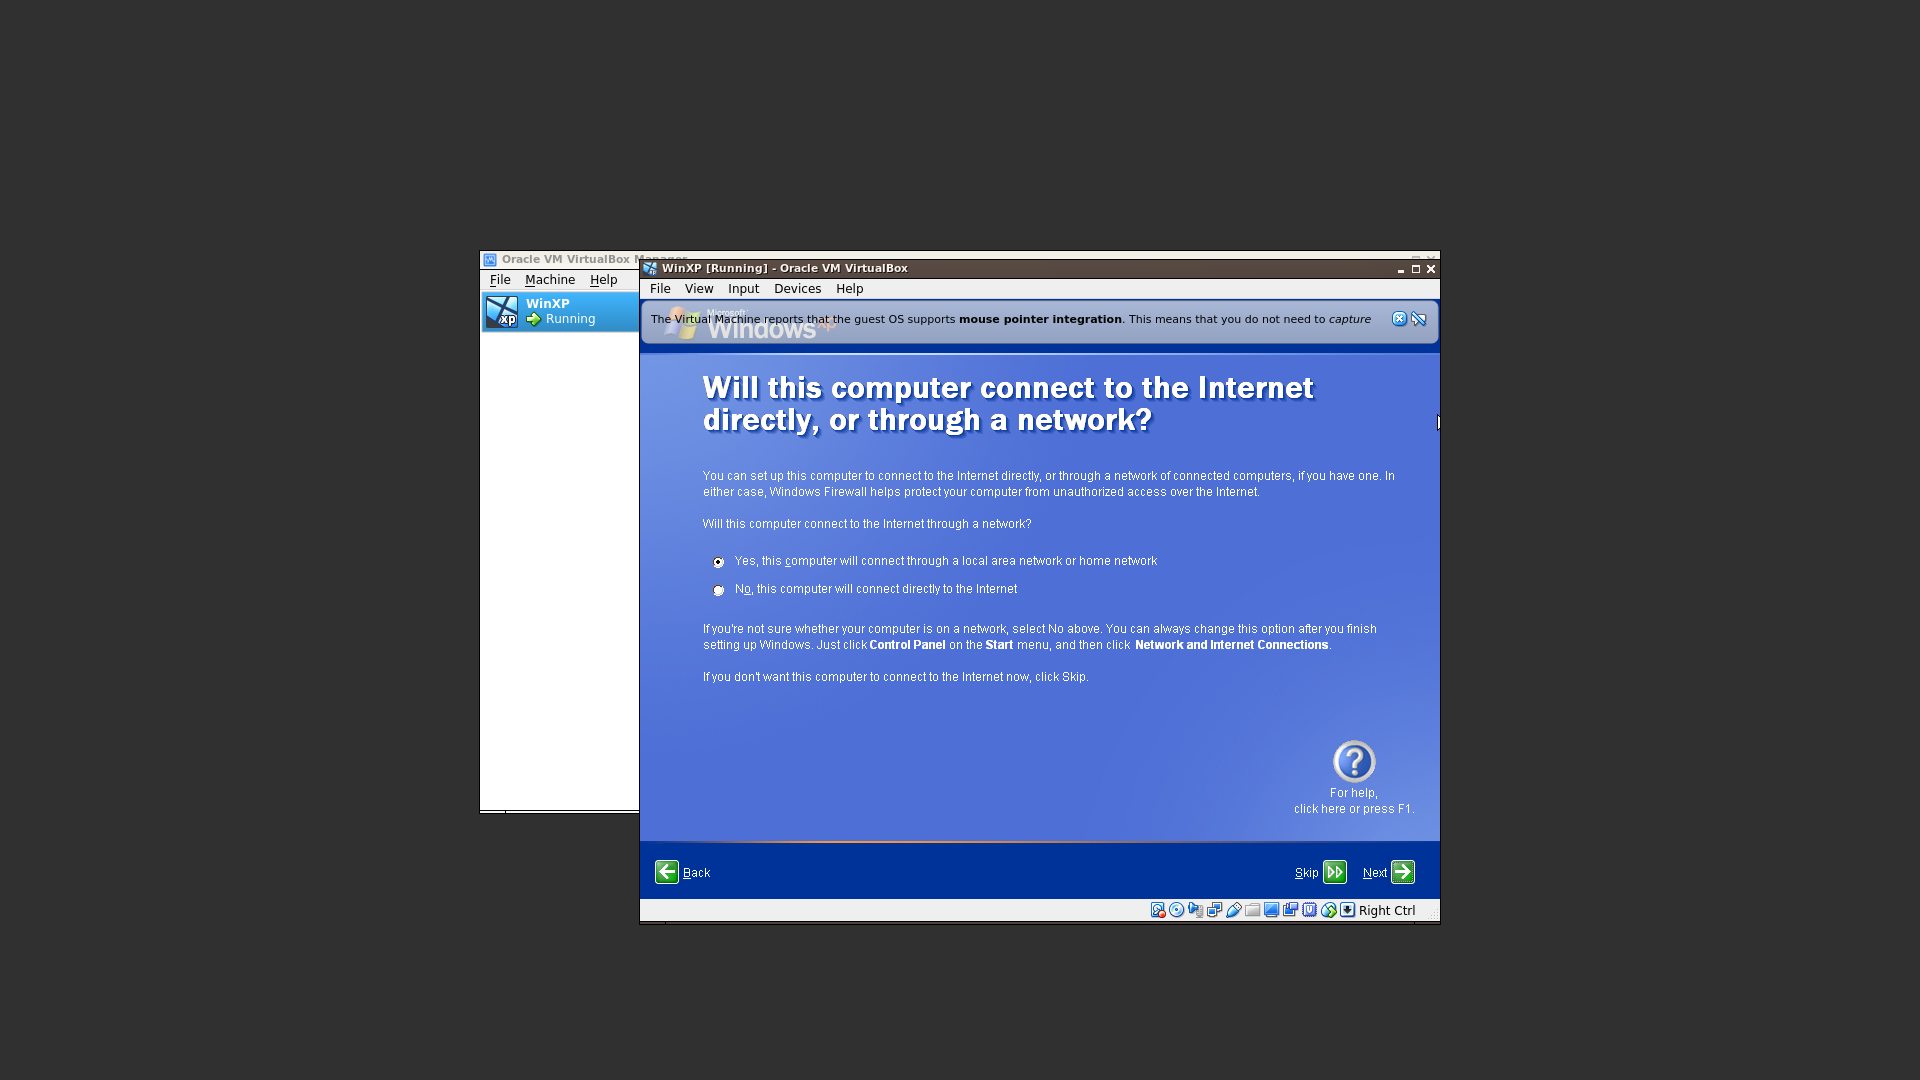 Oracle VM VirtualBox Manager
File Machine Help
WinXP
Running
WinXP [Running] - Oracle VM VirtualBox
File View Input Devices Help
Microsoft
Windows xp
The Virtual Machine reports that the guest OS supports mouse pointer integration. This means that you do not need to capture
Will this computer connect to the Internet
directly, or through a network?
You can set up this computer to connect to the Internet directly, or through a network of connected computers, if you have one. In
either case, Windows Firewall helps protect your computer from unauthorized access over the Internet.
Will this computer connect to the Internet through a network?
Yes, this computer will connect through a local area network or home network
No, this computer will connect directly to the Internet
If you're not sure whether your computer is on a network, select No above. You can always change this option after you finish
setting up Windows. Just click Control Panel on the Start menu, and then click Network and Internet Connections.
If you don't want this computer to connect to the Internet now, click Skip.
For help,
click here or press F1.
Back
Skip
Next
Right Ctrl